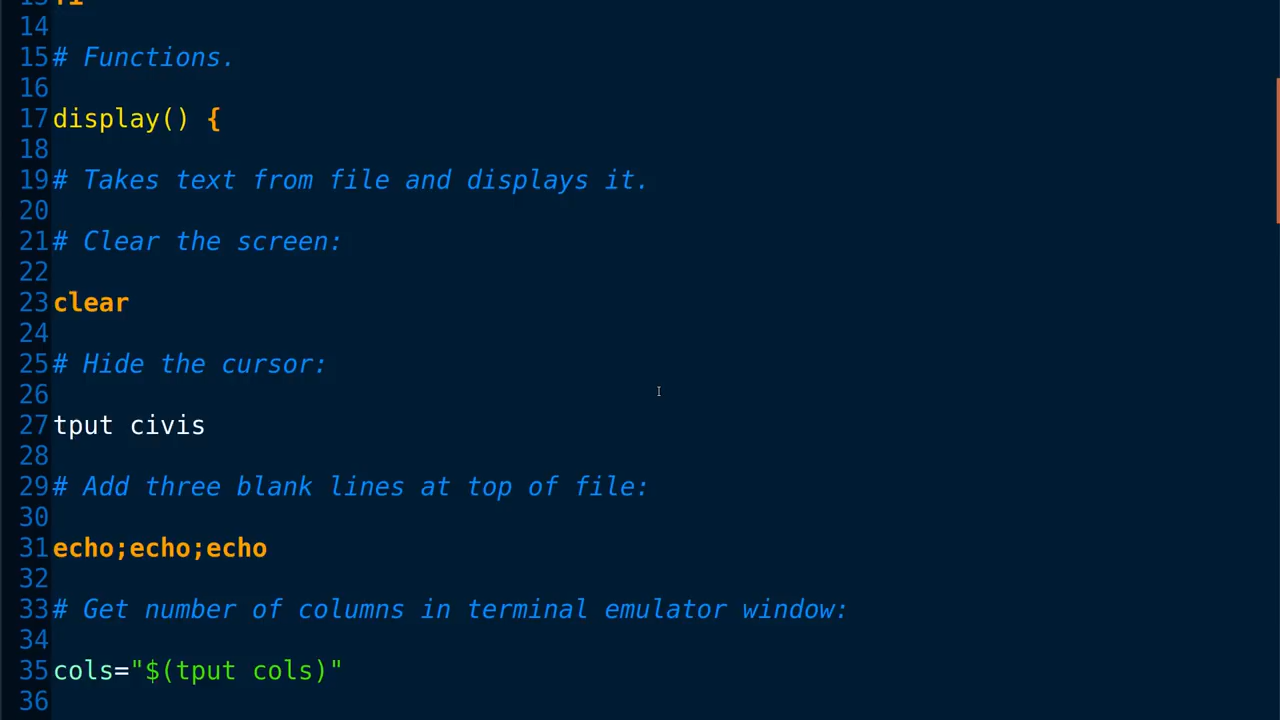 13 fi
14
15 # Functions.
16
17 display() {
18
19 # Takes text from file and displays it.
20
21 # Clear the screen:
22
23 clear
24
25 # Hide the cursor:
26
27 tput civis
28
29 # Add three blank lines at top of file:
30
31 echo;echo;echo
32
33 # Get number of columns in terminal emulator window:
34
35 cols="$(tput cols)"
36